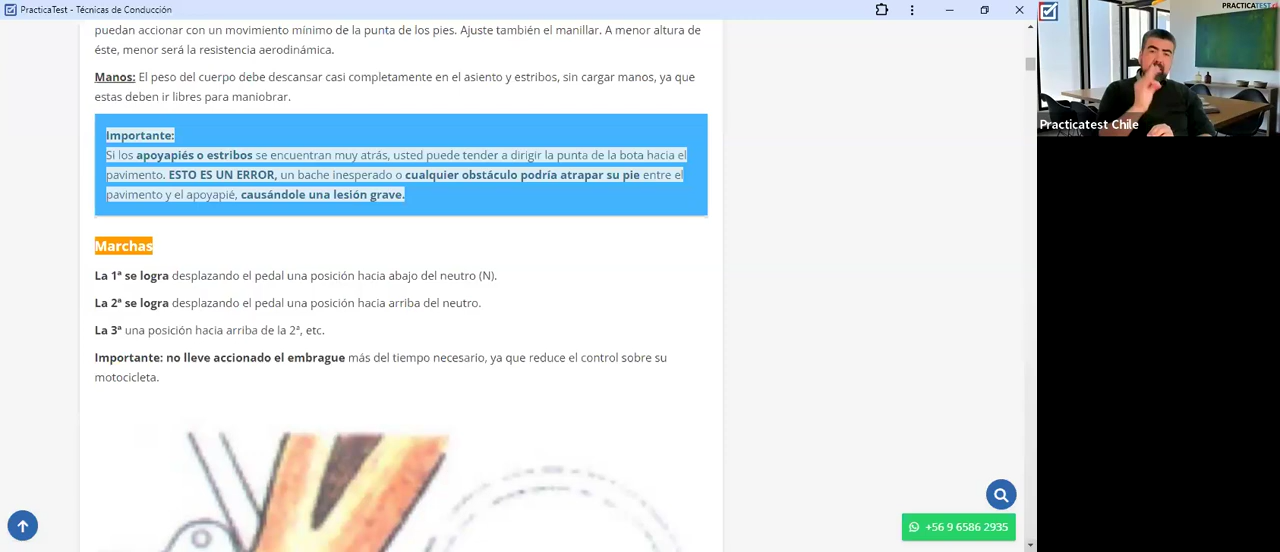 PracticaTest - Técnicas de Conducción
puedan accionar con un movimiento mínimo de la punta de los pies. Ajuste también el manillar. A menor altura de
éste, menor será la resistencia aerodinámica.
Manos: El peso del cuerpo debe descansar casi completamente en el asiento y estribos, sin cargar manos, ya que
estas deben ir libres para maniobrar.
Importante:
Si los apoyapiés o estribos se encuentran muy atrás, usted puede tender a dirigir la punta de la bota hacia el
pavimento. ESTO ES UN ERROR, un bache inesperado o cualquier obstáculo podría atrapar su pie entre el
pavimento y el apoyapié, causándole una lesión grave.
Marchas
La 1ª se logra desplazando el pedal una posición hacia abajo del neutro (N).
La 2ª se logra desplazando el pedal una posición hacia arriba del neutro.
La 3ª una posición hacia arriba de la 2ª, etc.
Importante: no lleve accionado el embrague más del tiempo necesario, ya que reduce el control sobre su
motocicleta.
+56 9 6586 2935
PRACTICATEST
Practicatest Chile